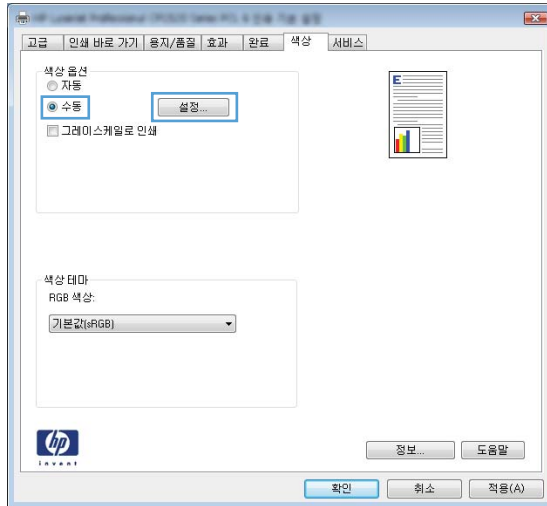 고급 인쇄 바로 가기 용지/품질 효과 완료 색상 서비스
색상 옵션
자동
수동 설정...
그레이스케일로 인쇄
E
색상 테마
RGB 색상:
기본값(sRGB)
hp
invent
정보... 도움말
확인 취소 적용(A)